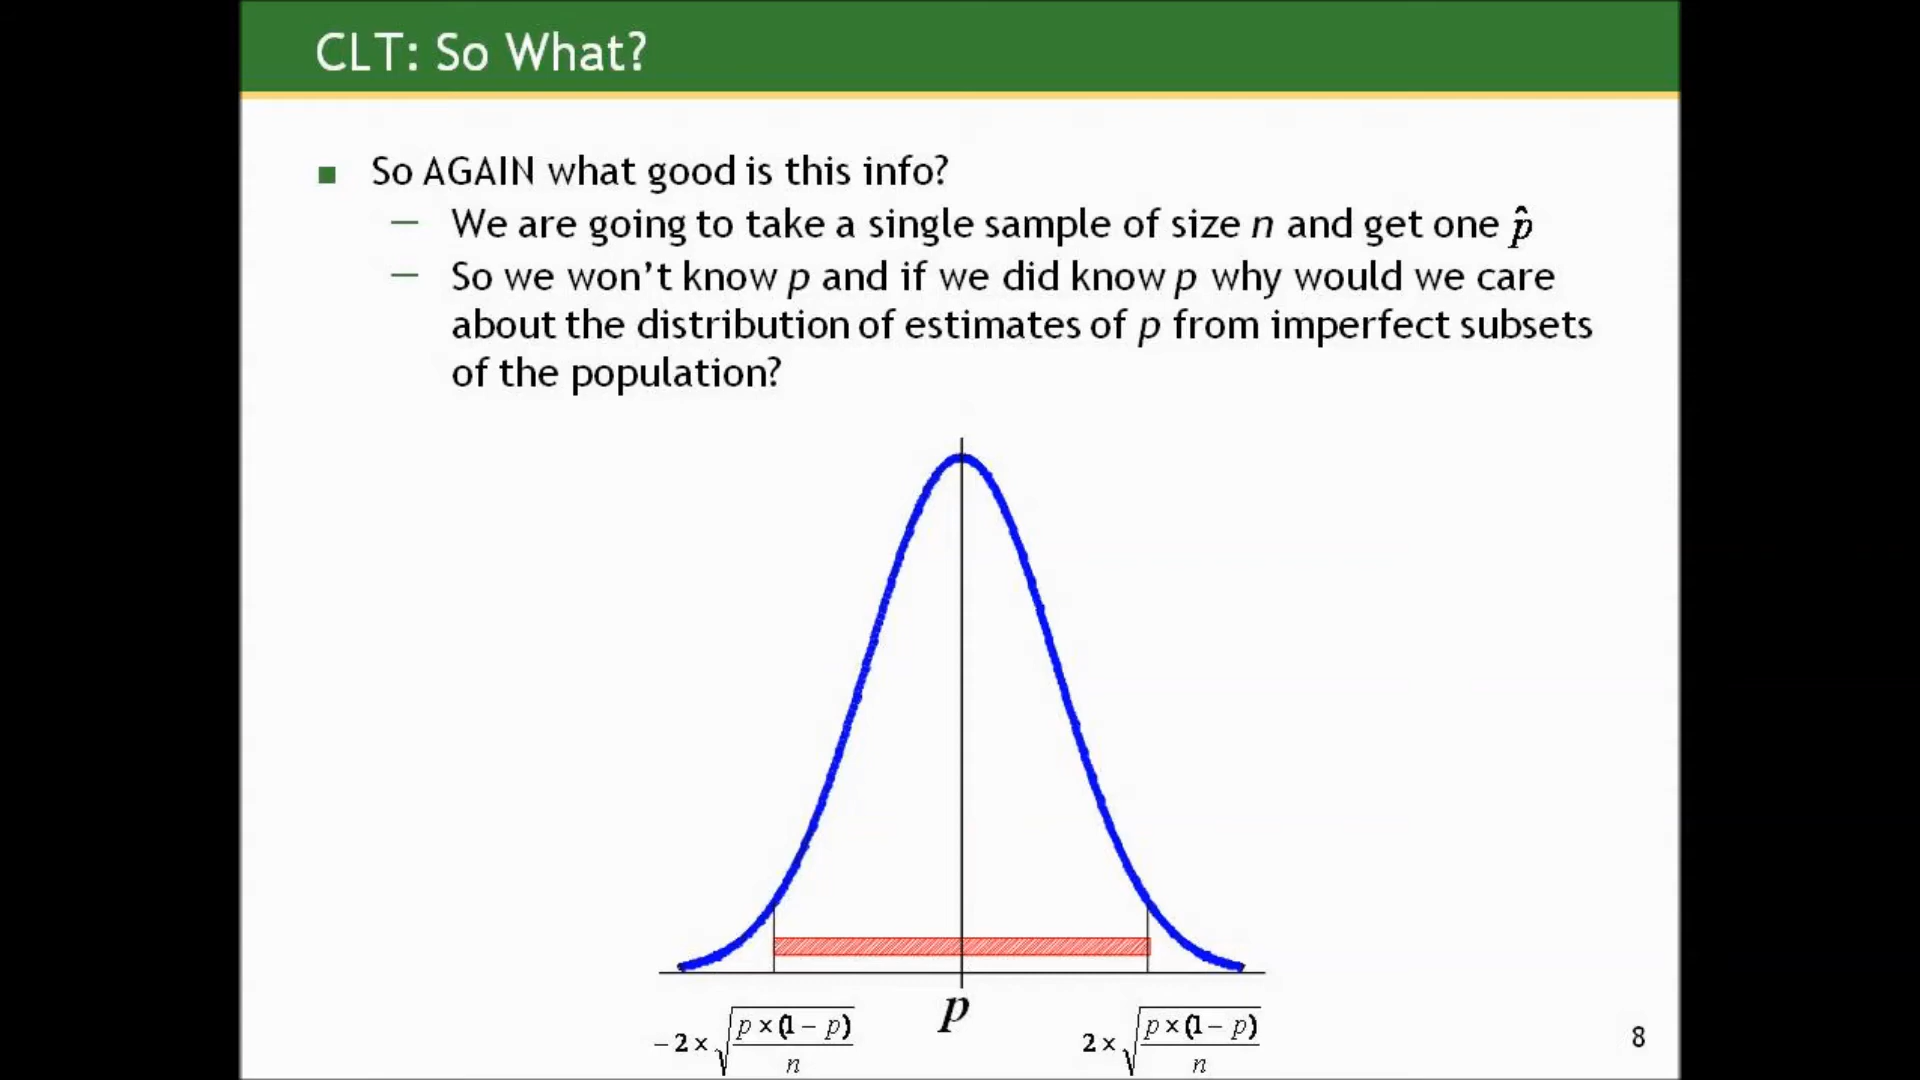 CLT: So What?
So AGAIN what good is this info?
— We are going to take a single sample of size n and get one p̂
— So we won't know p and if we did know p why would we care
about the distribution of estimates of p from imperfect subsets
of the population?
p
−2×√(p×(1−p)/n)
2×√(p×(1−p)/n)
8